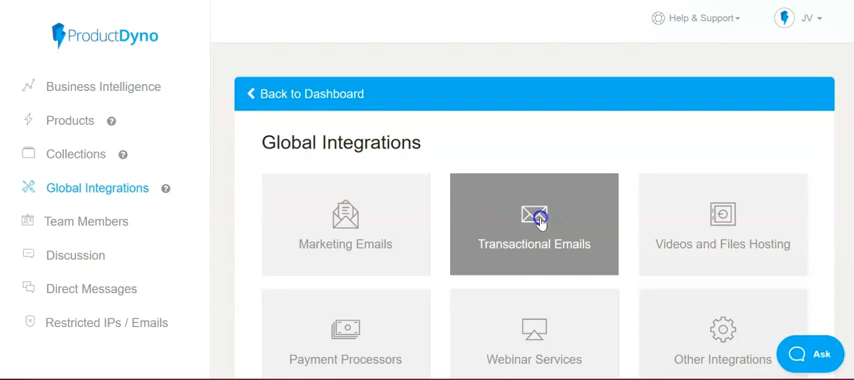 ProductDyno
Help & Support
JV
Business Intelligence
Products ?
Collections ?
Global Integrations ?
Team Members
Discussion
Direct Messages
Restricted IPs / Emails
Back to Dashboard
Global Integrations
Marketing Emails
Transactional Emails
Videos and Files Hosting
Payment Processors
Webinar Services
Other Integrations
Ask